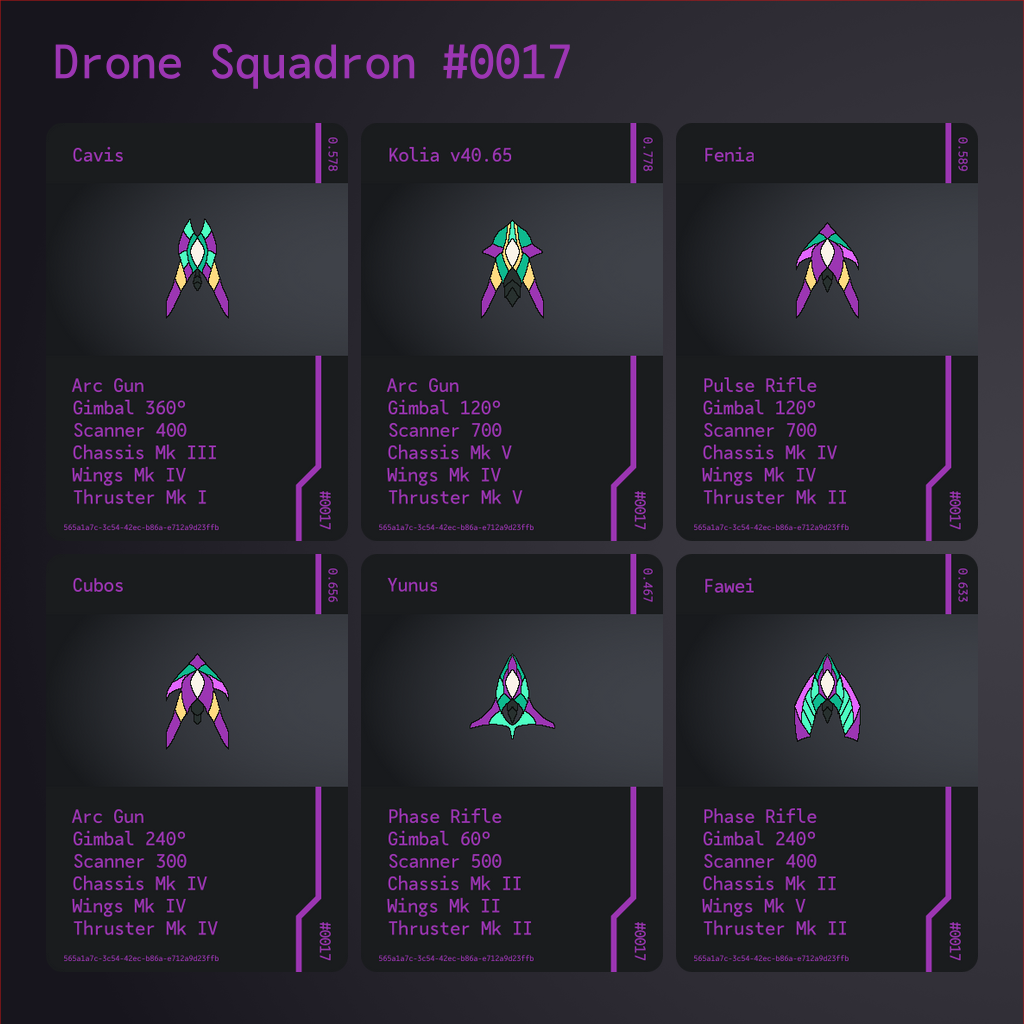 Drone Squadron #0017
Cavis
0.578
Arc Gun
Gimbal 360°
Scanner 400
Chassis Mk III
Wings Mk IV
Thruster Mk I
#0017
565a1a7c-3c54-42ec-b86a-e712a9d23ffb
Kolia v40.65
0.778
Arc Gun
Gimbal 120°
Scanner 700
Chassis Mk V
Wings Mk IV
Thruster Mk V
#0017
565a1a7c-3c54-42ec-b86a-e712a9d23ffb
Fenia
0.589
Pulse Rifle
Gimbal 120°
Scanner 700
Chassis Mk IV
Wings Mk IV
Thruster Mk II
#0017
565a1a7c-3c54-42ec-b86a-e712a9d23ffb
Cubos
0.656
Arc Gun
Gimbal 240°
Scanner 300
Chassis Mk IV
Wings Mk IV
Thruster Mk IV
#0017
565a1a7c-3c54-42ec-b86a-e712a9d23ffb
Yunus
0.467
Phase Rifle
Gimbal 60°
Scanner 500
Chassis Mk II
Wings Mk II
Thruster Mk II
#0017
565a1a7c-3c54-42ec-b86a-e712a9d23ffb
Fawei
0.633
Phase Rifle
Gimbal 240°
Scanner 400
Chassis Mk II
Wings Mk V
Thruster Mk II
#0017
565a1a7c-3c54-42ec-b86a-e712a9d23ffb